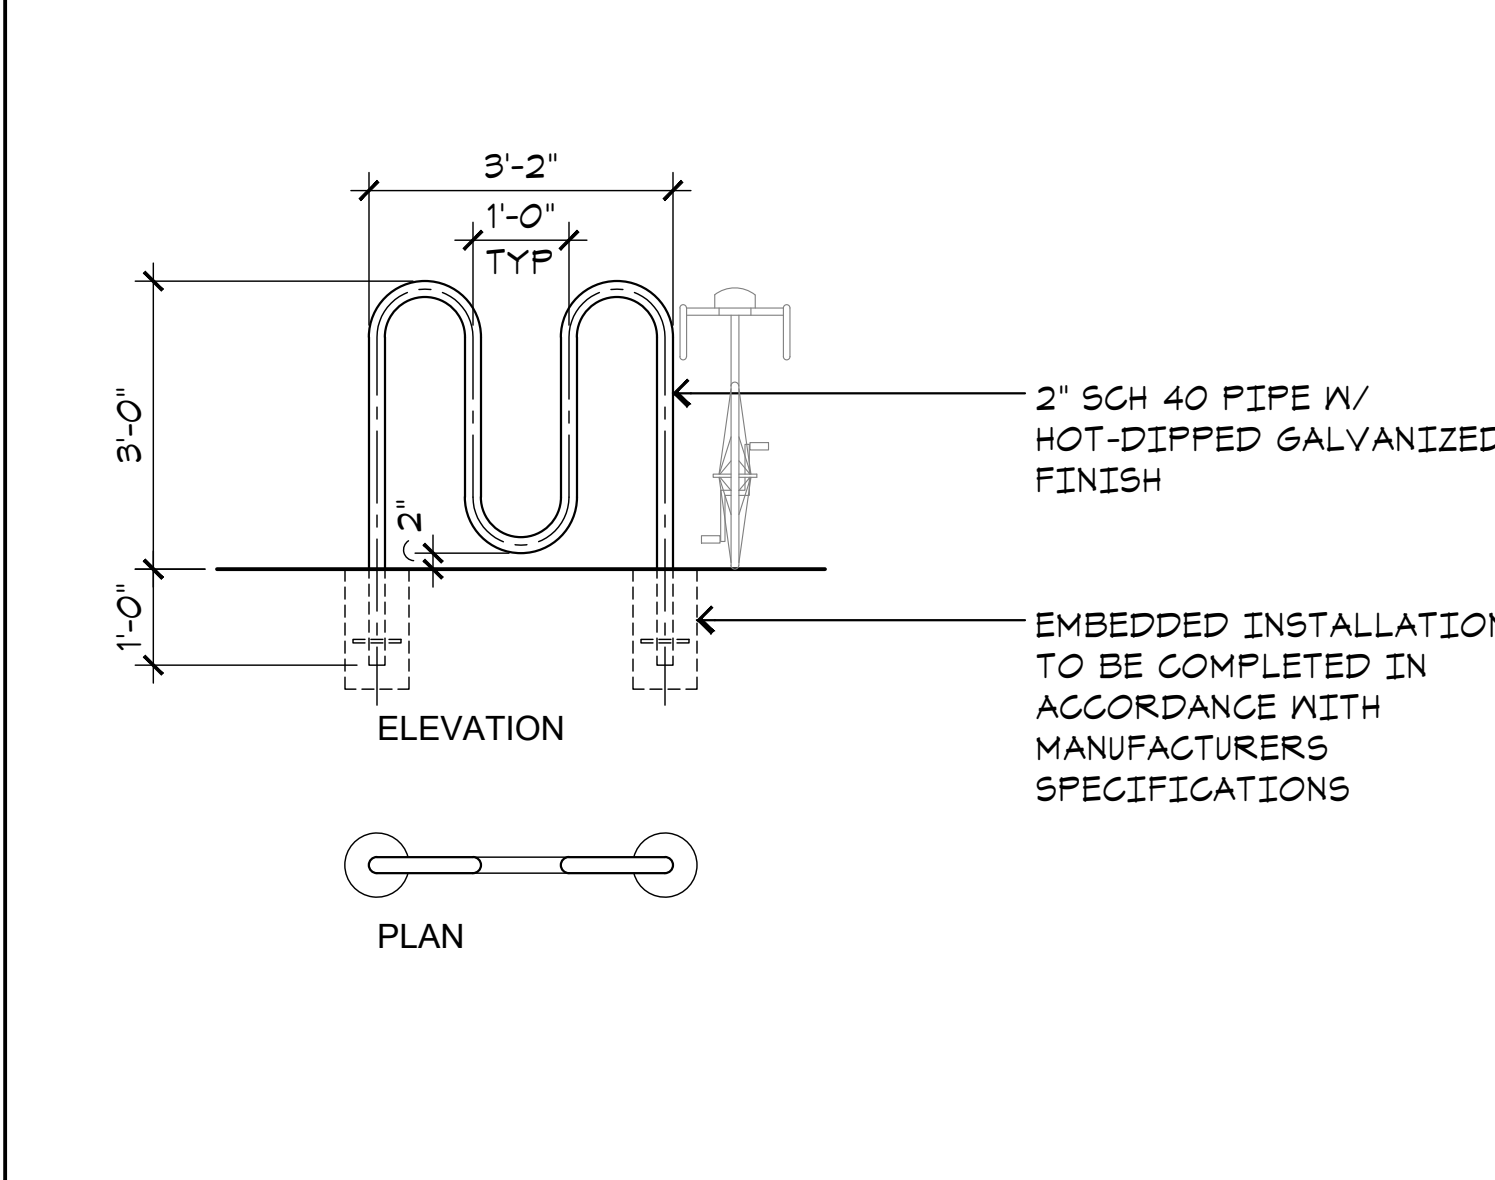 3'-2"
1'-0"
TYP
3'-0"
2"
1'-0"
2" SCH 40 PIPE W/
HOT-DIPPED GALVANIZED
FINISH
EMBEDDED INSTALLATION
TO BE COMPLETED IN
ACCORDANCE WITH
MANUFACTURERS
SPECIFICATIONS
ELEVATION
PLAN